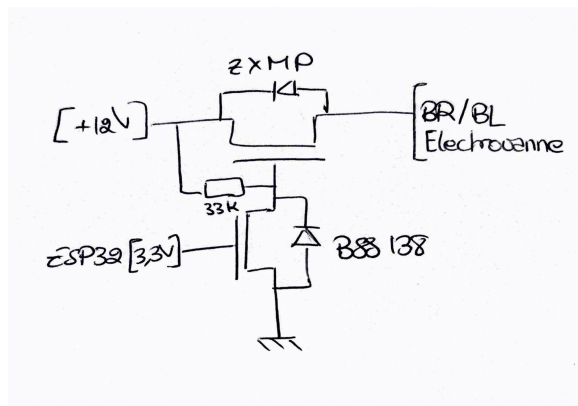 ZXMP
[+12V]
BR/BL
Electrovanne
33K
ESP32 [3,3V]
BSS 138